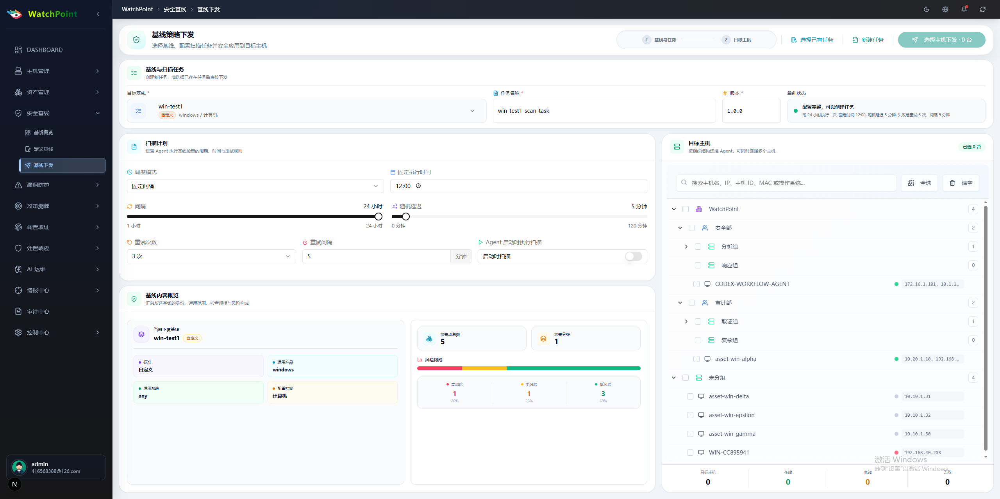 WatchPoint
WatchPoint › 安全基线 › 基线下发
DASHBOARD
主机管理
资产管理
安全基线
基线概览
定义基线
基线下发
漏洞防护
攻击溯源
调查取证
处置响应
AI 运维
情报中心
审计中心
控制中心
admin
416568388@126.com
N
基线策略下发
选择基线、配置扫描任务并安全应用到目标主机
1 基线与任务
2 目标主机
选择已有任务
新建任务
选择主机下发 · 0 台
基线与扫描任务
创建新任务，或选择已存在任务后直接下发
目标基线 *
win-test1
自定义 windows / 计算机
任务名称 *
win-test1-scan-task
版本 *
1.0.0
当前状态
配置完整，可以创建任务
每 24 小时执行一次, 固定时间 12:00, 随机延迟 5 分钟, 失败后重试 3 次，间隔 5 分钟
扫描计划
设置 Agent 执行基线检查的周期、时间与重试规则
调度模式
固定间隔
固定执行时间
12:00
间隔 24 小时
1 小时 24 小时
随机延迟 5 分钟
0 分钟 120 分钟
重试次数
3 次
重试间隔
5 分钟
Agent 启动时执行扫描
启动时扫描
基线内容概览
汇总所选基线的身份、适用范围、检查规模与风险构成
当前下发基线
win-test1 自定义
标准
自定义
适用产品
windows
适用系统
any
配置档案
计算机
检查项总数
5
检查分类
1
风险构成
高风险
1
20%
中风险
1
20%
低风险
3
60%
目标主机
按组织结构选择 Agent，可同时选择多个主机
已选 0 台
搜索主机名、IP、主机 ID、MAC 或操作系统...
全选
清空
WatchPoint 4
安全部 2
分析组 1
响应组 0
CODEX-WORKFLOW-AGENT 172.16.1.101, 10.1.1…
审计部 2
取证组 1
复核组 0
asset-win-alpha 10.20.1.10, 192.168.…
未分组 4
asset-win-delta 10.10.1.31
asset-win-epsilon 10.10.1.32
asset-win-gamma 10.10.1.30
WIN-CC895941 192.168.40.208
激活 Windows
转到"设置"以激活 Windows。
目标主机
0
在线
0
离线
0
无效
0